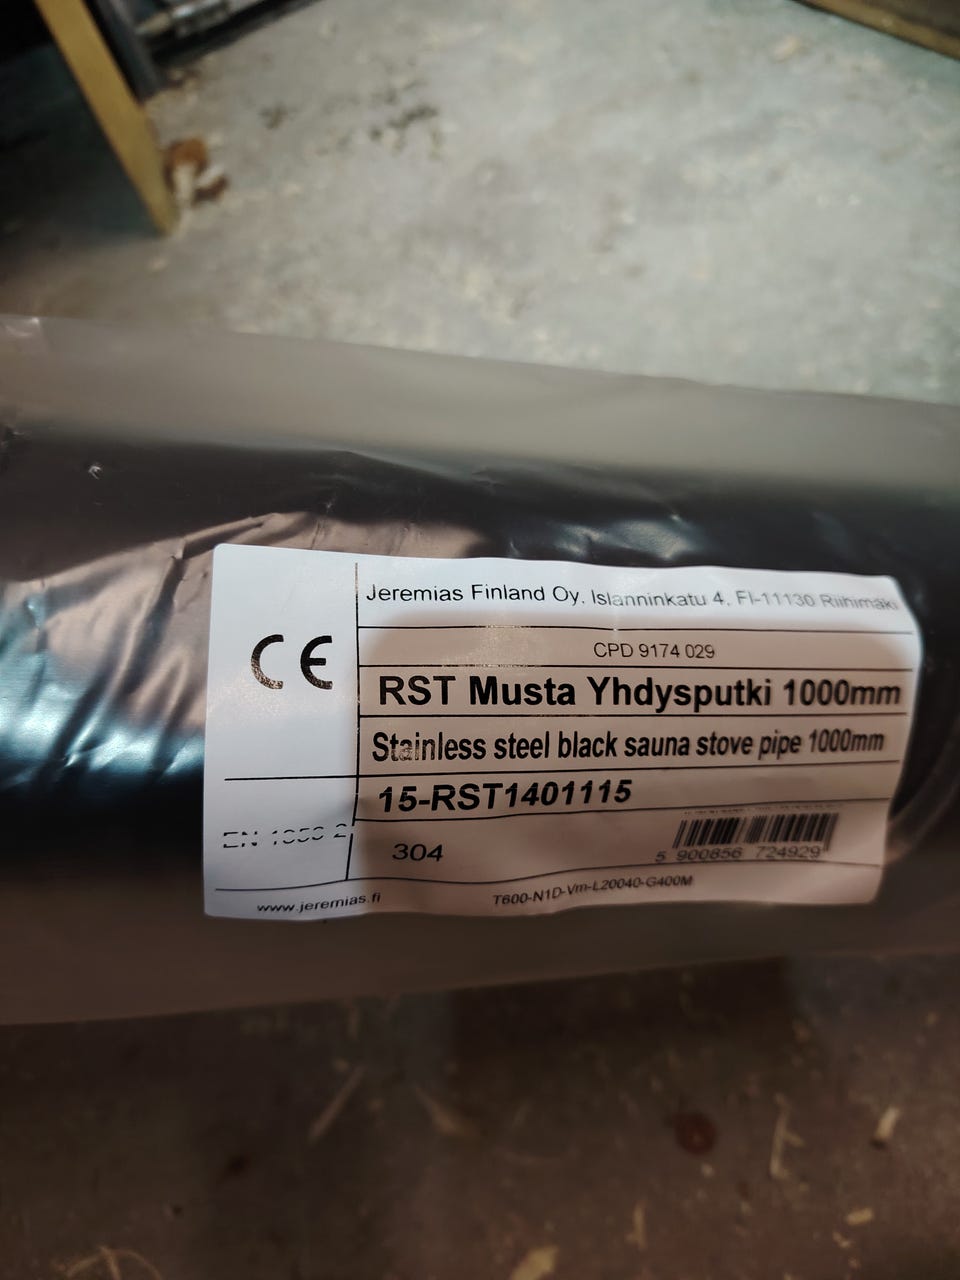 Jeremias Finland Oy, Islanninkatu 4, FI-11130 Riihimäki
CE
CPD 9174 029
RST Musta Yhdysputki 1000mm
Stainless steel black sauna stove pipe 1000mm
15-RST1401115
EN
304
5 900856 724929
www.jeremias.fi
T600-N1D-Vm-L20040-G400M